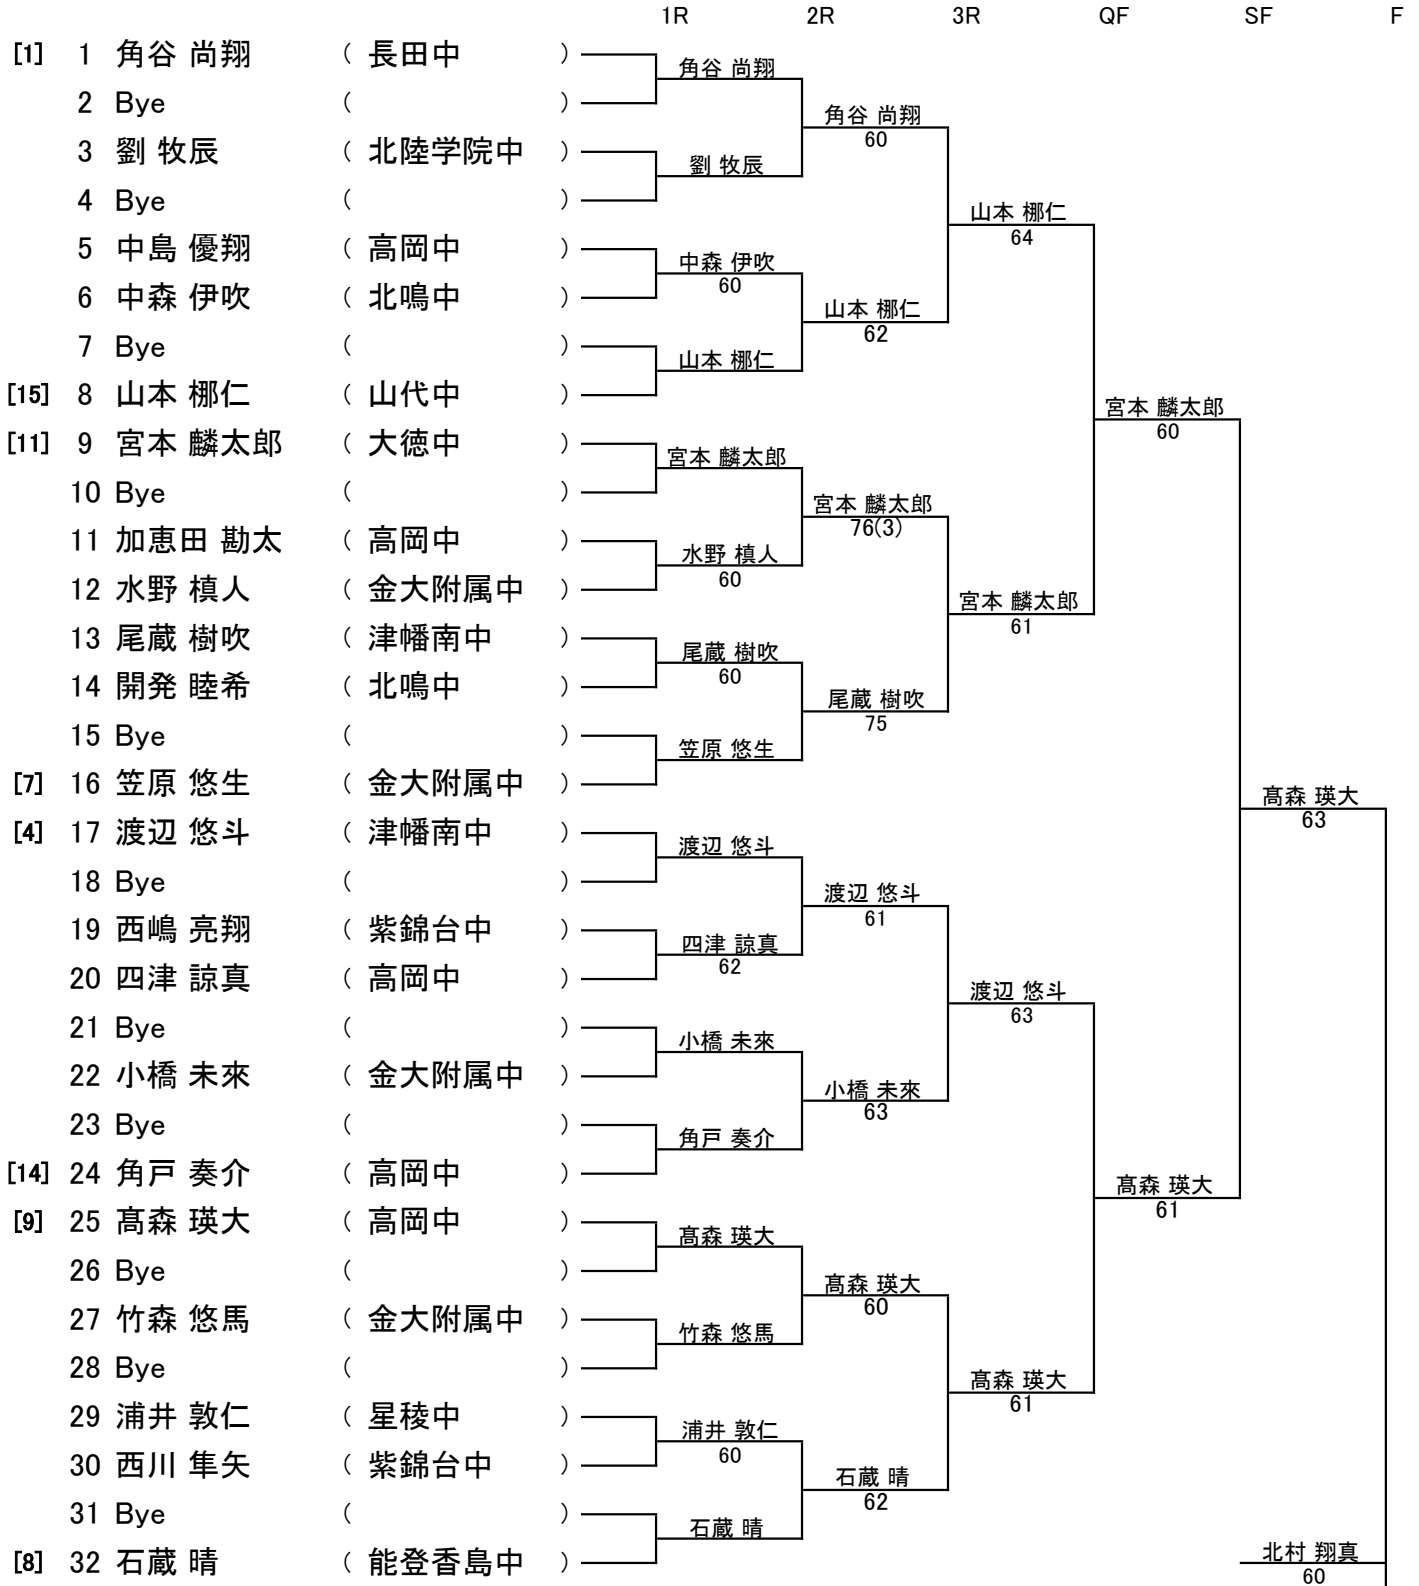 1R 2R 3R QF SF F
[1] 1 角谷 尚翔 ( 長田中 )
角谷 尚翔
2 Bye ( )
角谷 尚翔
60
3 劉 牧辰 ( 北陸学院中 )
劉 牧辰
4 Bye ( )
山本 梛仁
64
5 中島 優翔 ( 高岡中 )
中森 伊吹
60
6 中森 伊吹 ( 北鳴中 )
山本 梛仁
62
7 Bye ( )
山本 梛仁
[15] 8 山本 梛仁 ( 山代中 )
宮本 麟太郎
60
[11] 9 宮本 麟太郎 ( 大徳中 )
宮本 麟太郎
10 Bye ( )
宮本 麟太郎
76(3)
11 加恵田 勘太 ( 高岡中 )
水野 槙人
60
12 水野 槙人 ( 金大附属中 )
宮本 麟太郎
61
13 尾蔵 樹吹 ( 津幡南中 )
尾蔵 樹吹
60
14 開発 睦希 ( 北鳴中 )
尾蔵 樹吹
75
15 Bye ( )
笠原 悠生
[7] 16 笠原 悠生 ( 金大附属中 )
髙森 瑛大
63
[4] 17 渡辺 悠斗 ( 津幡南中 )
渡辺 悠斗
18 Bye ( )
渡辺 悠斗
61
19 西嶋 亮翔 ( 紫錦台中 )
四津 諒真
62
20 四津 諒真 ( 高岡中 )
渡辺 悠斗
63
21 Bye ( )
小橋 未來
22 小橋 未來 ( 金大附属中 )
小橋 未來
63
23 Bye ( )
角戸 奏介
[14] 24 角戸 奏介 ( 高岡中 )
髙森 瑛大
61
[9] 25 髙森 瑛大 ( 高岡中 )
髙森 瑛大
26 Bye ( )
髙森 瑛大
60
27 竹森 悠馬 ( 金大附属中 )
竹森 悠馬
28 Bye ( )
髙森 瑛大
61
29 浦井 敦仁 ( 星稜中 )
浦井 敦仁
60
30 西川 隼矢 ( 紫錦台中 )
石蔵 晴
62
31 Bye ( )
石蔵 晴
[8] 32 石蔵 晴 ( 能登香島中 )
北村 翔真
60